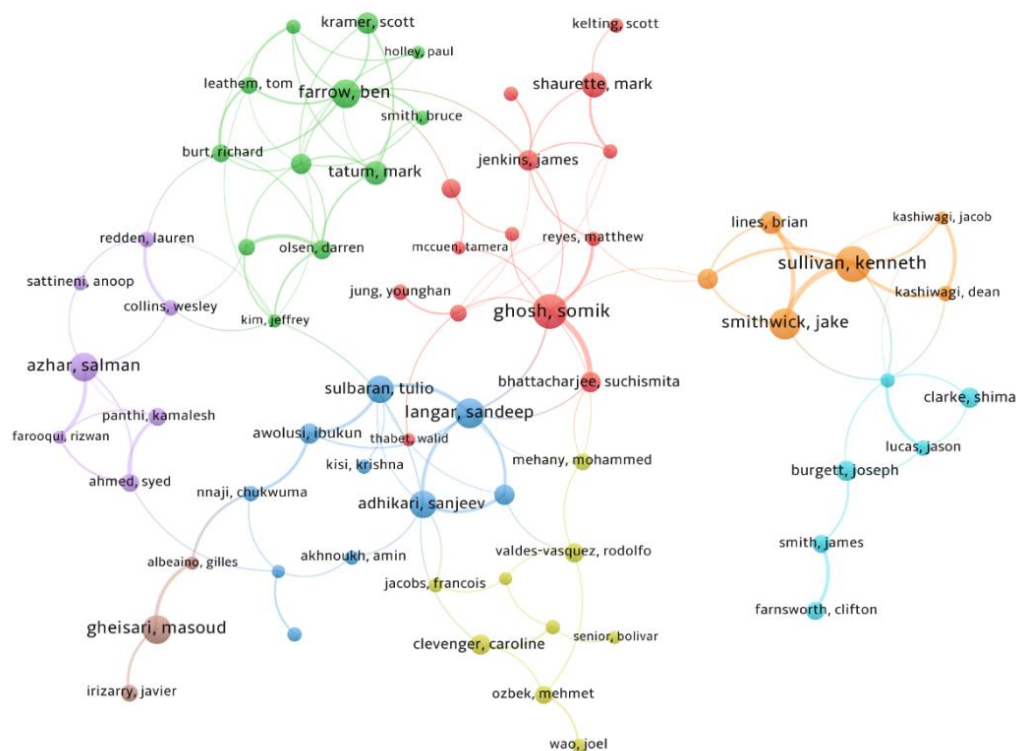 kramer, scott
kelting, scott
holley, paul
leathem, tom
farrow, ben
shaurette, mark
smith, bruce
burt, richard
jenkins, james
tatum, mark
lines, brian
kashiwagi, jacob
redden, lauren
olsen, darren
mccuen, tamera
reyes, matthew
sullivan, kenneth
sattineni, anoop
jung, younghan
kashiwagi, dean
collins, wesley
ghosh, somik
kim, jeffrey
smithwick, jake
azhar, salman
sulbaran, tulio
bhattacharjee, suchismita
clarke, shima
panthi, kamalesh
langar, sandeep
farooqui, rizwan
awolusi, ibukun
thabet, walid
lucas, jason
kisi, krishna
mehany, mohammed
ahmed, syed
nnaji, chukwuma
burgett, joseph
adhikari, sanjeev
smith, james
albeaino, gilles
akhnoukh, amin
valdes-vasquez, rodolfo
jacobs, francois
farnsworth, clifton
gheisari, masoud
clevenger, caroline
senior, bolivar
irizarry, javier
ozbek, mehmet
wao, joel